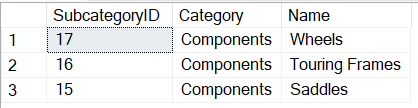 SubcategoryID Category Name
1 17 Components Wheels
2 16 Components Touring Frames
3 15 Components Saddles